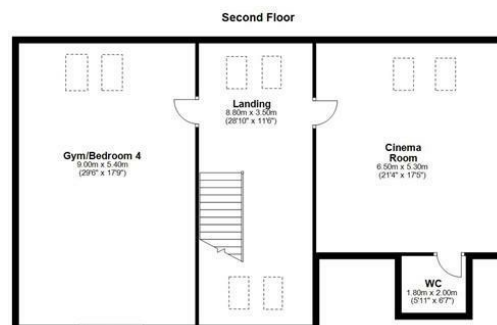 Second Floor
Landing
8.80m x 3.50m
(28'10" x 11'6")
Gym/Bedroom 4
9.00m x 5.40m
(29'6" x 17'9")
Cinema
Room
6.50m x 5.30m
(21'4" x 17'5")
WC
1.80m x 2.00m
(5'11" x 6'7")